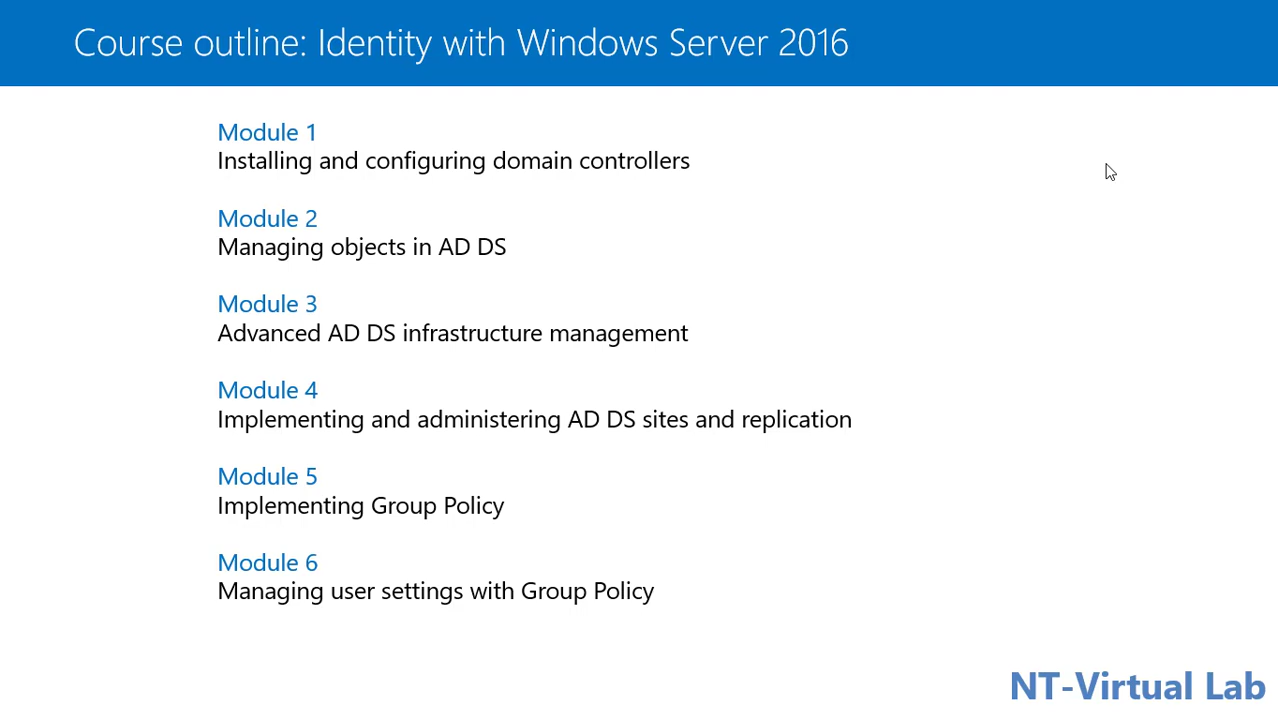 Course outline: Identity with Windows Server 2016
Module 1
Installing and configuring domain controllers
Module 2
Managing objects in AD DS
Module 3
Advanced AD DS infrastructure management
Module 4
Implementing and administering AD DS sites and replication
Module 5
Implementing Group Policy
Module 6
Managing user settings with Group Policy
NT-Virtual Lab